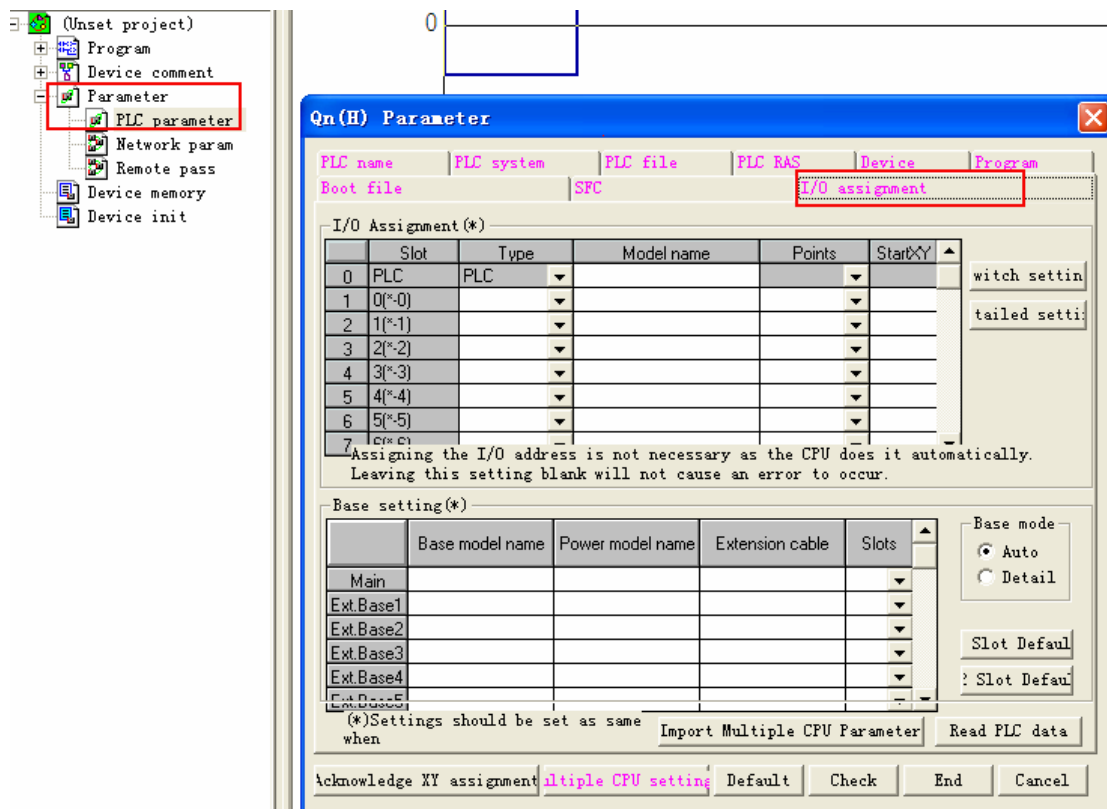 (Unset project)
Program
Device comment
Parameter
PLC parameter
Network param
Remote pass
Device memory
Device init
0
Qn(H) Parameter
PLC name PLC system PLC file PLC RAS Device Program
Boot file SFC I/O assignment
I/O Assignment(*)
Slot Type Model name Points StartXY
0 PLC PLC
1 0(*-0)
2 1(*-1)
3 2(*-2)
4 3(*-3)
5 4(*-4)
6 5(*-5)
7 6(*-6)
witch settin
tailed setti
Assigning the I/O address is not necessary as the CPU does it automatically.
Leaving this setting blank will not cause an error to occur.
Base setting(*)
Base model name Power model name Extension cable Slots
Main
Ext.Base1
Ext.Base2
Ext.Base3
Ext.Base4
Ext.Base5
Base mode
Auto
Detail
Slot Defaul
Slot Defau
(*)Settings should be set as same
when
Import Multiple CPU Parameter Read PLC data
Acknowledge XY assignment ultiple CPU setting Default Check End Cancel